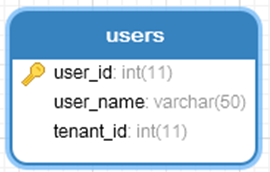 users
user_id: int(11)
user_name: varchar(50)
tenant_id: int(11)